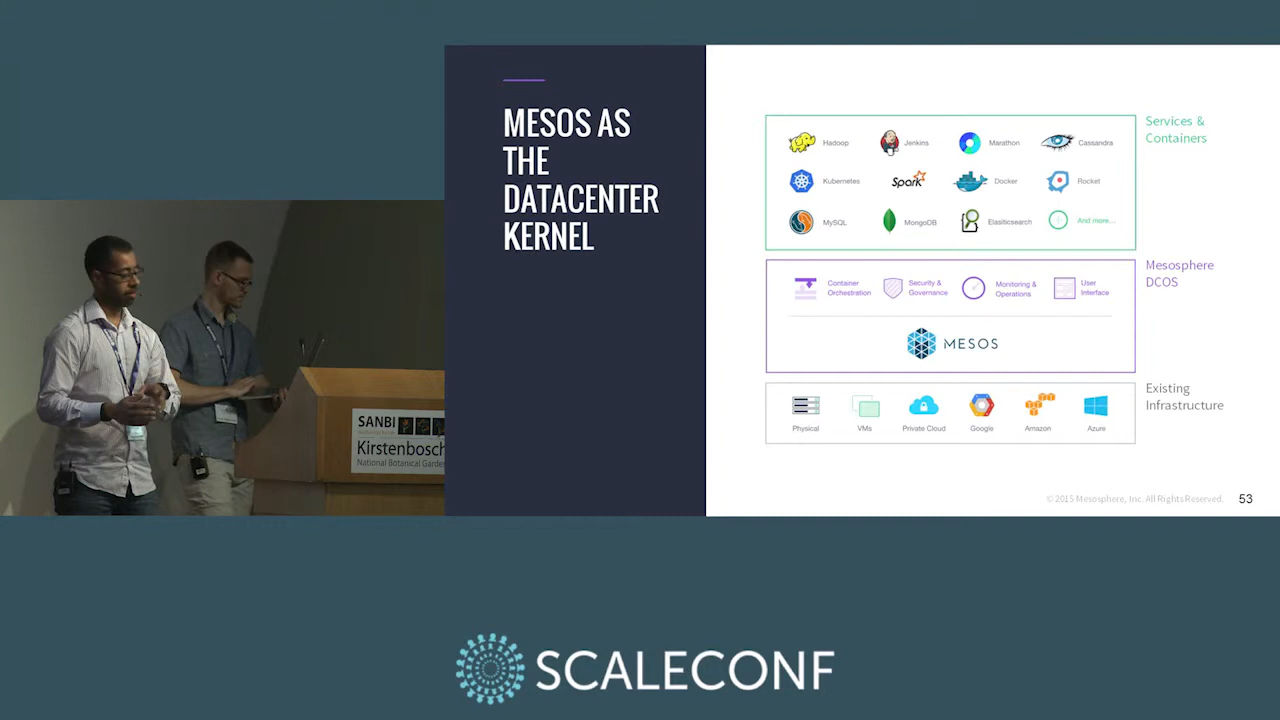 MESOS AS
THE
DATACENTER
KERNEL
Services &
Containers
Hadoop
Jenkins
Marathon
Cassandra
Kubernetes
Spark
Docker
Rocket
MySQL
MongoDB
Elasticsearch
And more...
Mesosphere
DCOS
Container
Orchestration
Security &
Governance
Monitoring &
Operations
User
Interface
MESOS
Existing
Infrastructure
Physical
VMs
Private Cloud
Google
Amazon
Azure
© 2015 Mesosphere, Inc. All Rights Reserved.
53
SANBI
Kirstenbosch
National Botanical Garde
SCALECONF